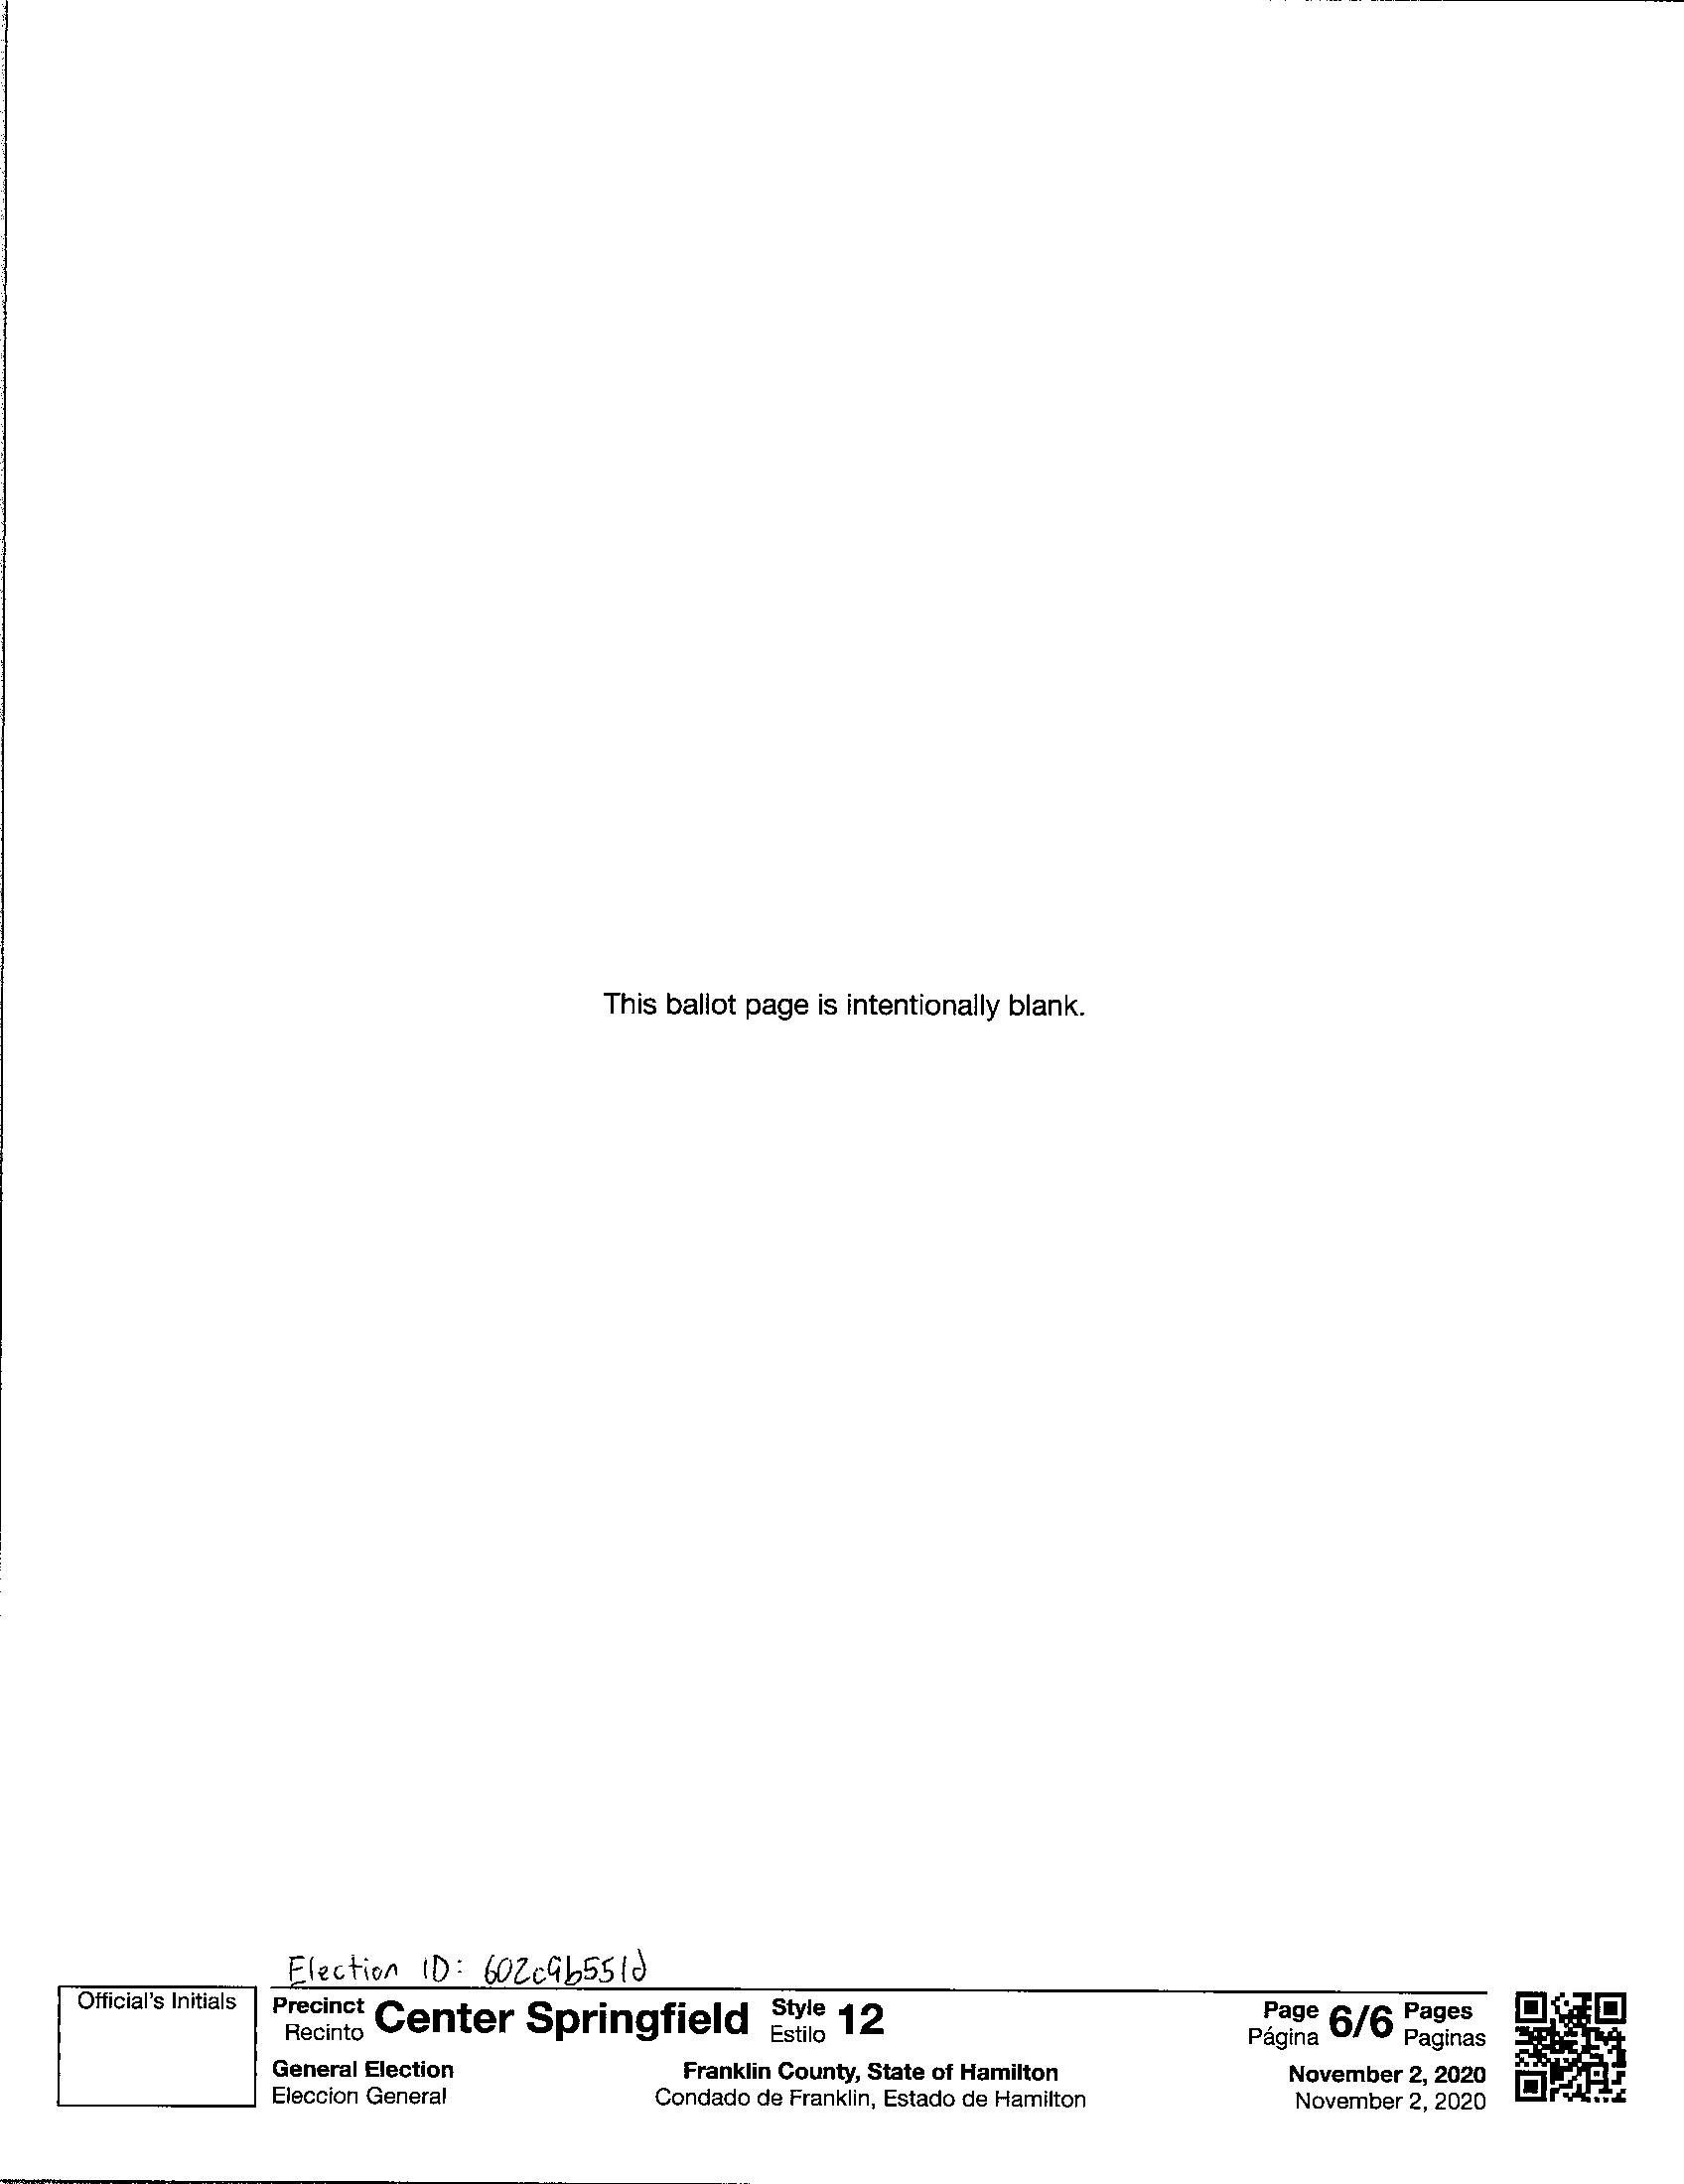 This ballot page is intentionally blank.
Election ID: 602c9b551d
Official's Initials
Precinct
Recinto
Center Springfield
Style
Estilo
12
Page
Página
6/6
Pages
Paginas
General Election
Eleccion General
Franklin County, State of Hamilton
Condado de Franklin, Estado de Hamilton
November 2, 2020
November 2, 2020